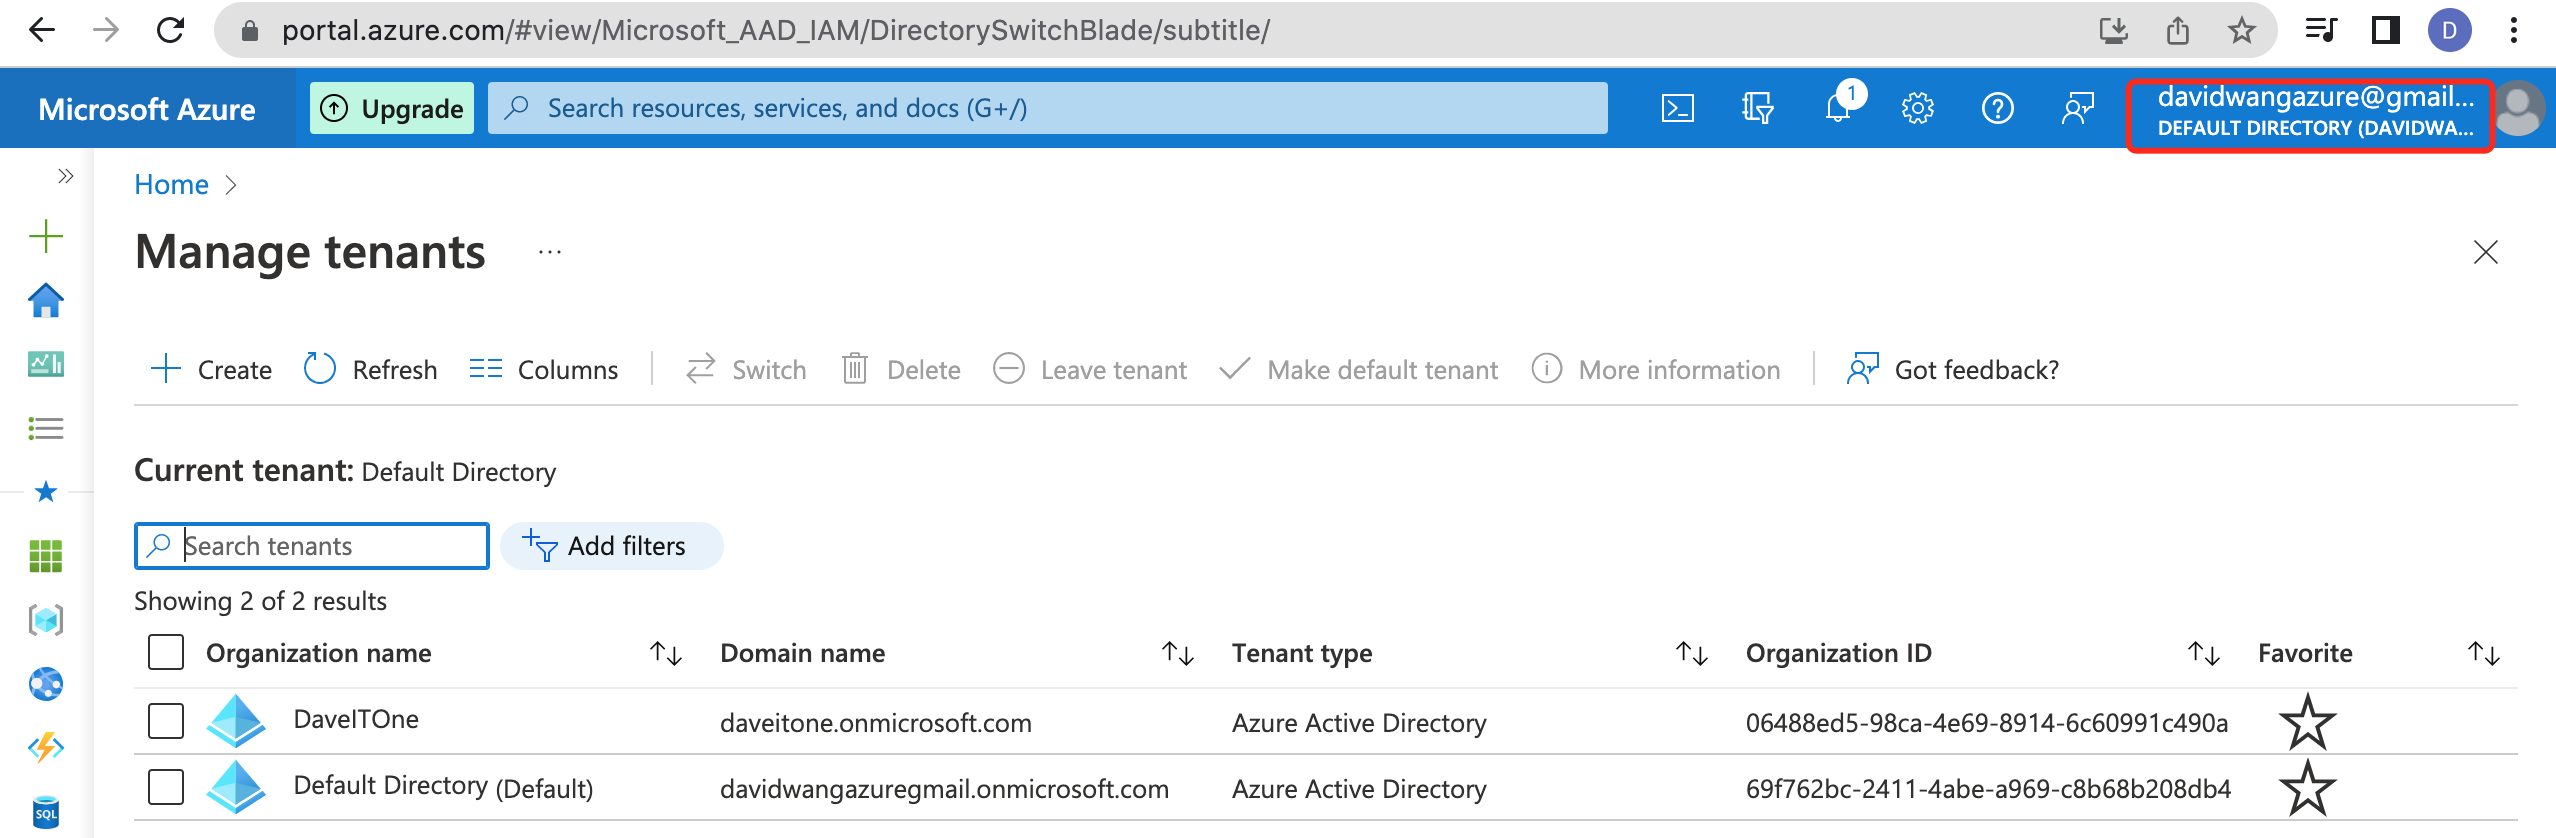 portal.azure.com/#view/Microsoft_AAD_IAM/DirectorySwitchBlade/subtitle/
D
Microsoft Azure
Upgrade
Search resources, services, and docs (G+/)
1
davidwangazure@gmail...
DEFAULT DIRECTORY (DAVIDWA...
Home
Manage tenants
...
Create
Refresh
Columns
Switch
Delete
Leave tenant
Make default tenant
More information
Got feedback?
Current tenant: Default Directory
Search tenants
Add filters
Showing 2 of 2 results
Organization name
Domain name
Tenant type
Organization ID
Favorite
DaveITOne
daveitone.onmicrosoft.com
Azure Active Directory
06488ed5-98ca-4e69-8914-6c60991c490a
Default Directory (Default)
davidwangazuregmail.onmicrosoft.com
Azure Active Directory
69f762bc-2411-4abe-a969-c8b68b208db4
SQL